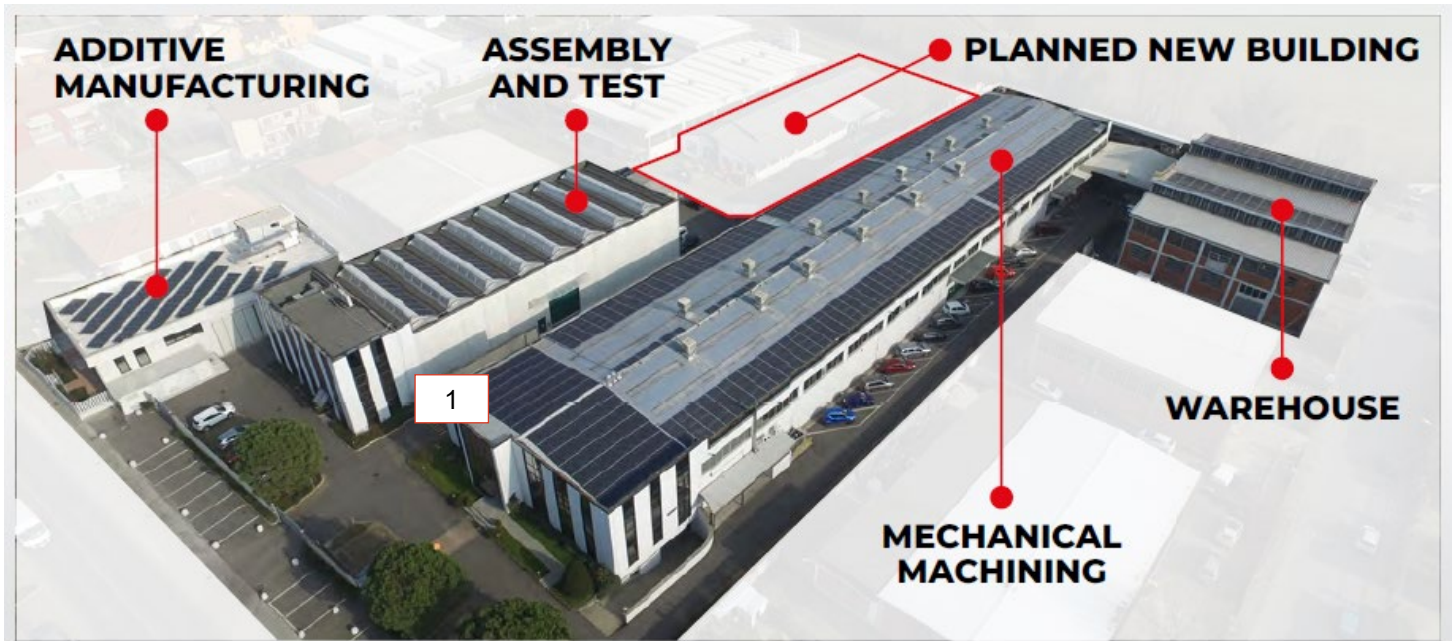 ADDITIVE
MANUFACTURING
ASSEMBLY
AND TEST
PLANNED NEW BUILDING
1
WAREHOUSE
MECHANICAL
MACHINING